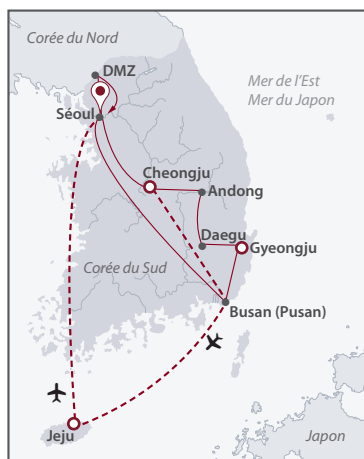 Corée du Nord
DMZ
Mer de l'Est
Mer du Japon
Séoul
Cheongju
Andong
Daegu
Gyeongju
Corée du Sud
Busan (Pusan)
Jeju
Japon